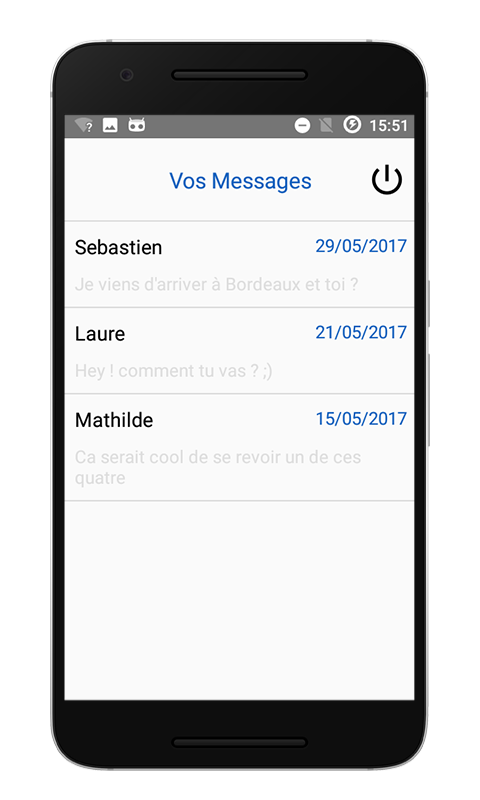 15:51
Vos Messages
Sebastien 29/05/2017
Je viens d'arriver à Bordeaux et toi ?
Laure 21/05/2017
Hey ! comment tu vas ? ;)
Mathilde 15/05/2017
Ca serait cool de se revoir un de ces
quatre